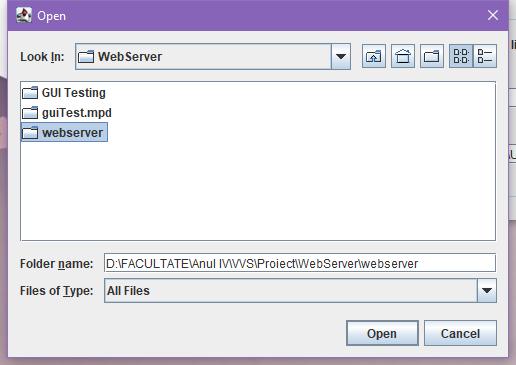 Open
Look In: WebServer
GUI Testing
guiTest.mpd
webserver
Folder name: D:\FACULTATE\Anul IV\VVS\Proiect\WebServer\webserver
Files of Type: All Files
Open Cancel